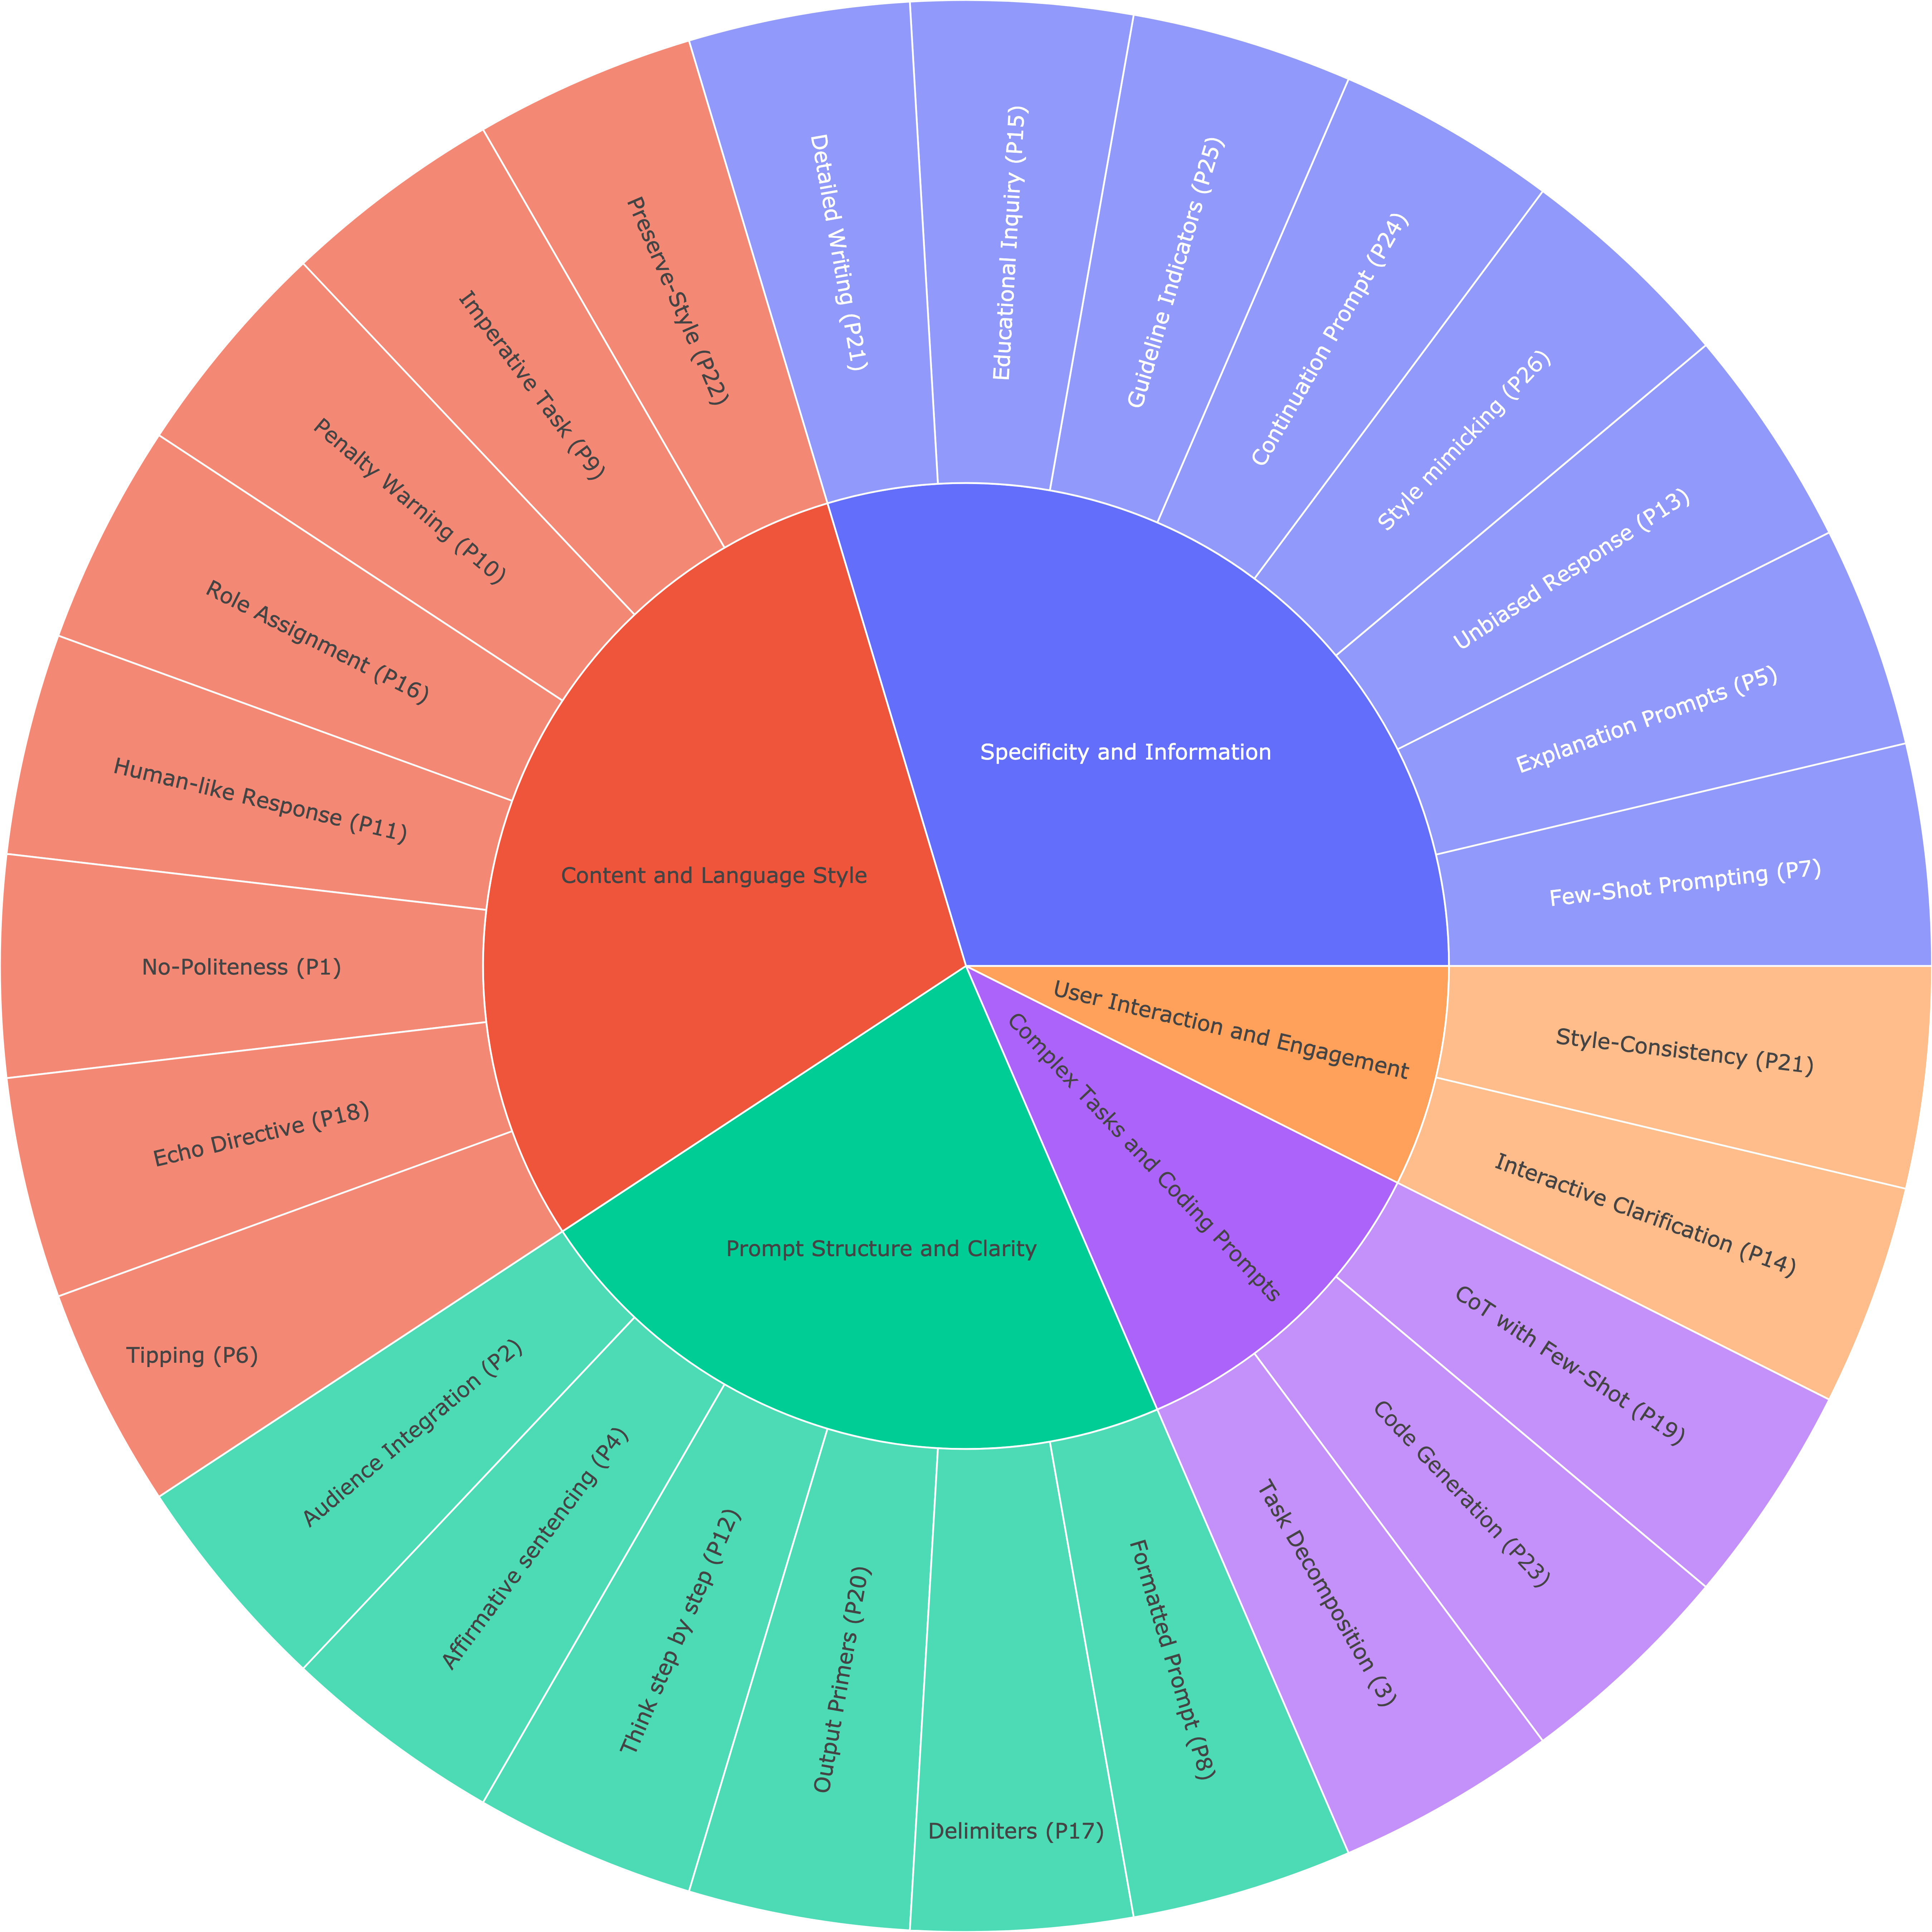 Specificity and Information
Detailed Writing (P21)
Educational Inquiry (P15)
Guideline Indicators (P25)
Continuation Prompt (P24)
Style mimicking (P26)
Unbiased Response (P13)
Explanation Prompts (P5)
Few-Shot Prompting (P7)
User Interaction and Engagement
Style-Consistency (P21)
Interactive Clarification (P14)
Complex Tasks and Coding Prompts
CoT with Few-Shot (P19)
Code Generation (P23)
Task Decomposition (3)
Prompt Structure and Clarity
Formatted Prompt (P8)
Delimiters (P17)
Output Primers (P20)
Think step by step (P12)
Affirmative sentencing (P4)
Audience Integration (P2)
Content and Language Style
Tipping (P6)
Echo Directive (P18)
No-Politeness (P1)
Human-like Response (P11)
Role Assignment (P16)
Penalty Warning (P10)
Imperative Task (P9)
Preserve-Style (P22)